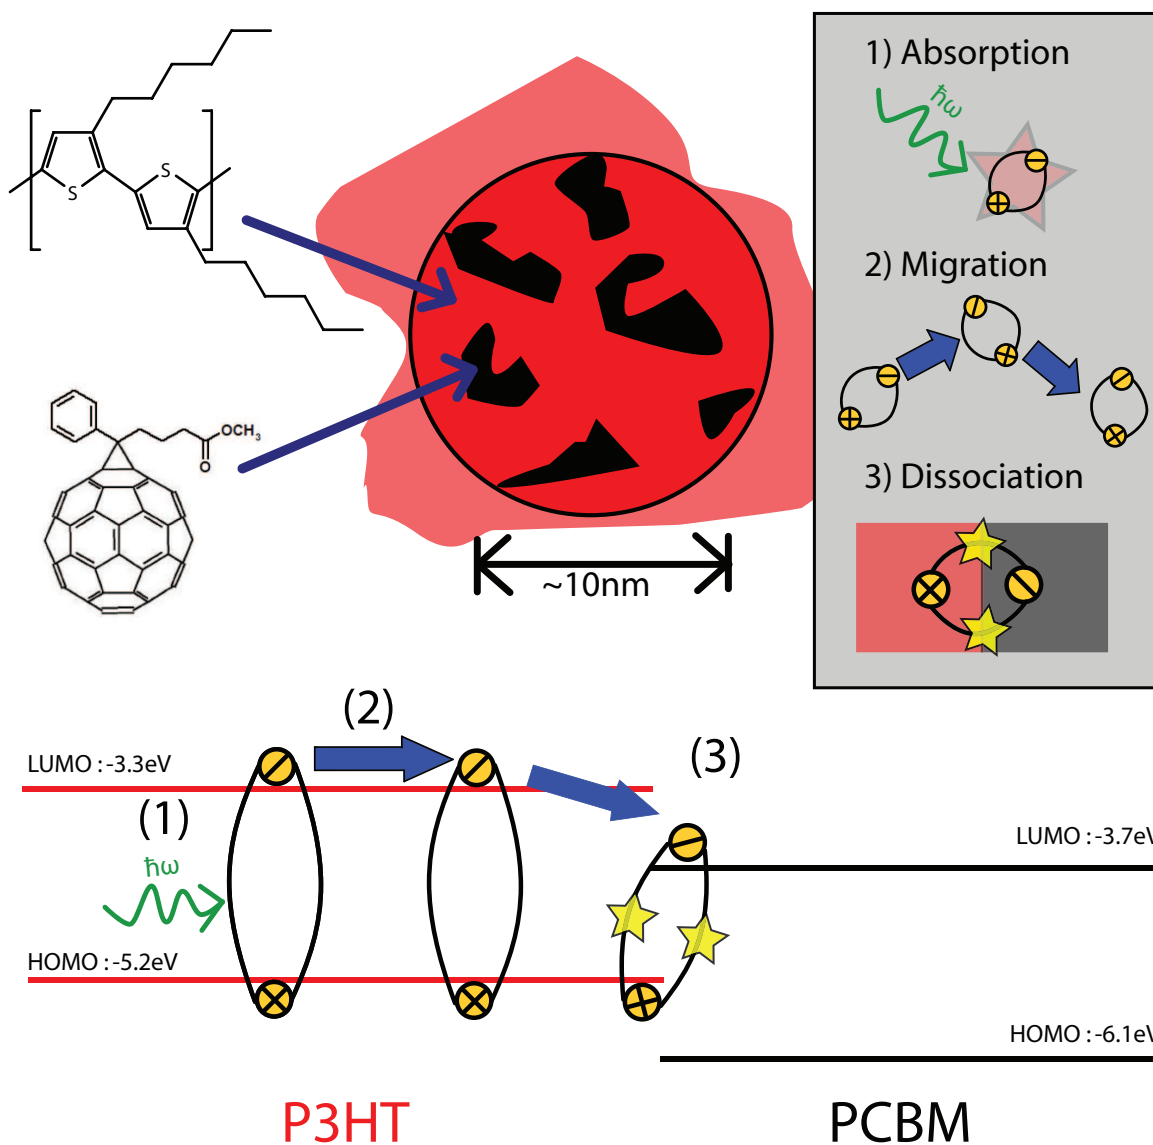 1) Absorption
ħω
2) Migration
3) Dissociation
S
S
OCH₃
O
~10nm
(2)
(3)
LUMO : -3.3eV
(1)
ħω
LUMO : -3.7eV
HOMO : -5.2eV
HOMO : -6.1eV
P3HT
PCBM